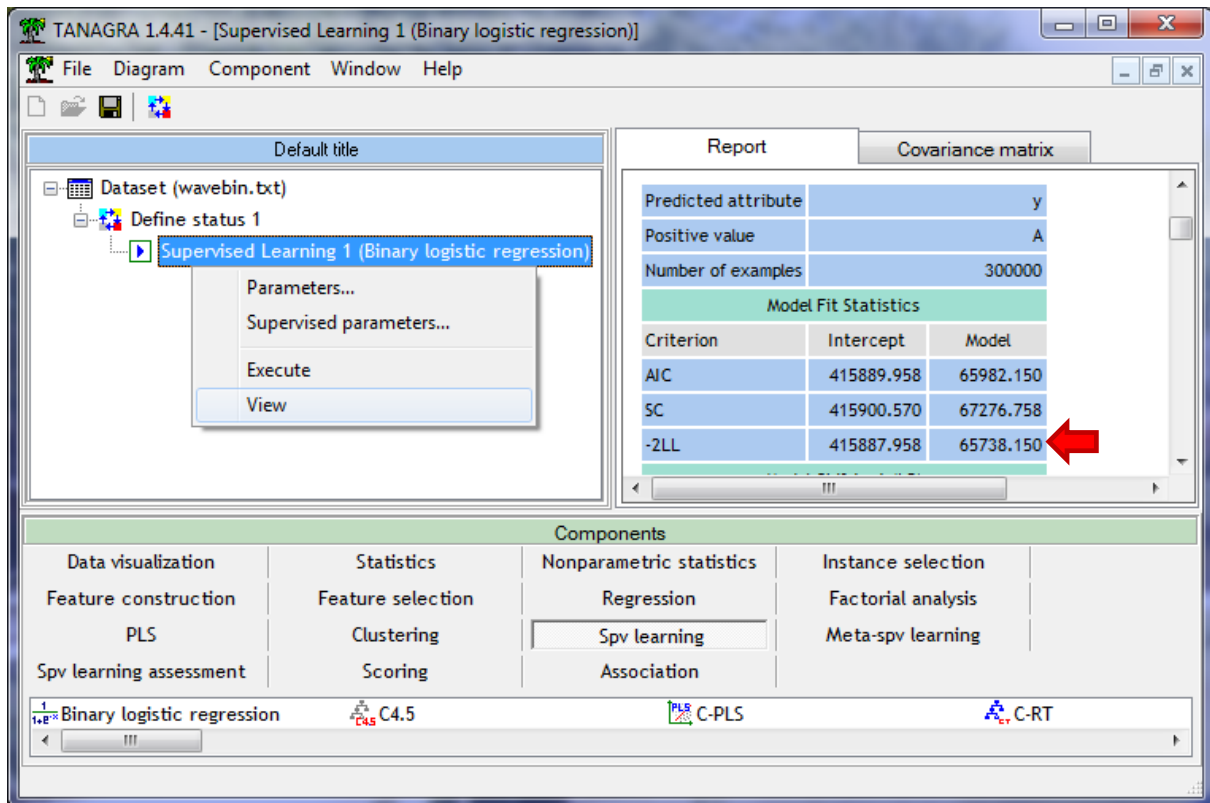 TANAGRA 1.4.41 - [Supervised Learning 1 (Binary logistic regression)]
File Diagram Component Window Help
Default title
Dataset (wavebin.txt)
Define status 1
Supervised Learning 1 (Binary logistic regression)
Parameters...
Supervised parameters...
Execute
View
Report Covariance matrix
Predicted attribute y
Positive value A
Number of examples 300000
Model Fit Statistics
Criterion Intercept Model
AIC 415889.958 65982.150
SC 415900.570 67276.758
-2LL 415887.958 65738.150
Components
Data visualization Statistics Nonparametric statistics Instance selection
Feature construction Feature selection Regression Factorial analysis
PLS Clustering Spv learning Meta-spv learning
Spv learning assessment Scoring Association
Binary logistic regression C4.5 C-PLS C-RT